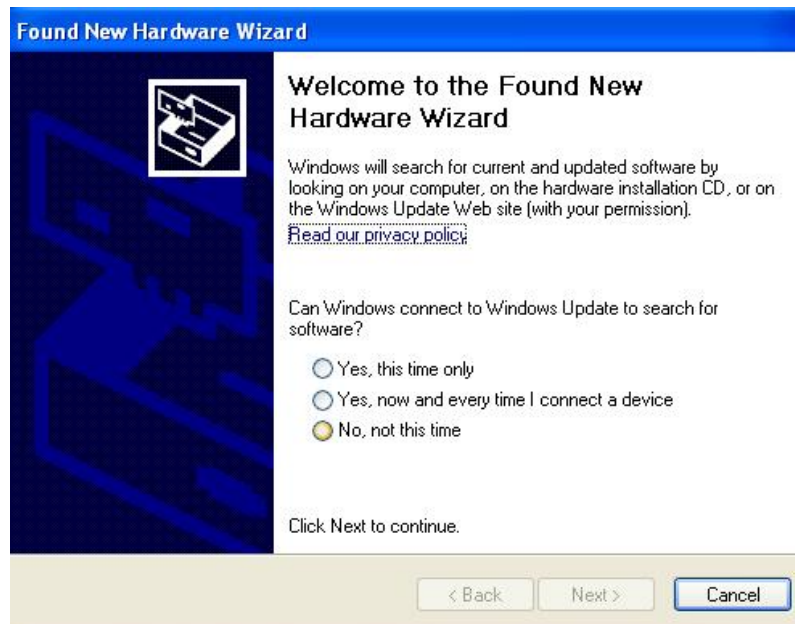 Found New Hardware Wizard
Welcome to the Found New
Hardware Wizard
Windows will search for current and updated software by
looking on your computer, on the hardware installation CD, or on
the Windows Update Web site (with your permission).
Read our privacy policy
Can Windows connect to Windows Update to search for
software?
Yes, this time only
Yes, now and every time I connect a device
No, not this time
Click Next to continue.
< Back Next > Cancel